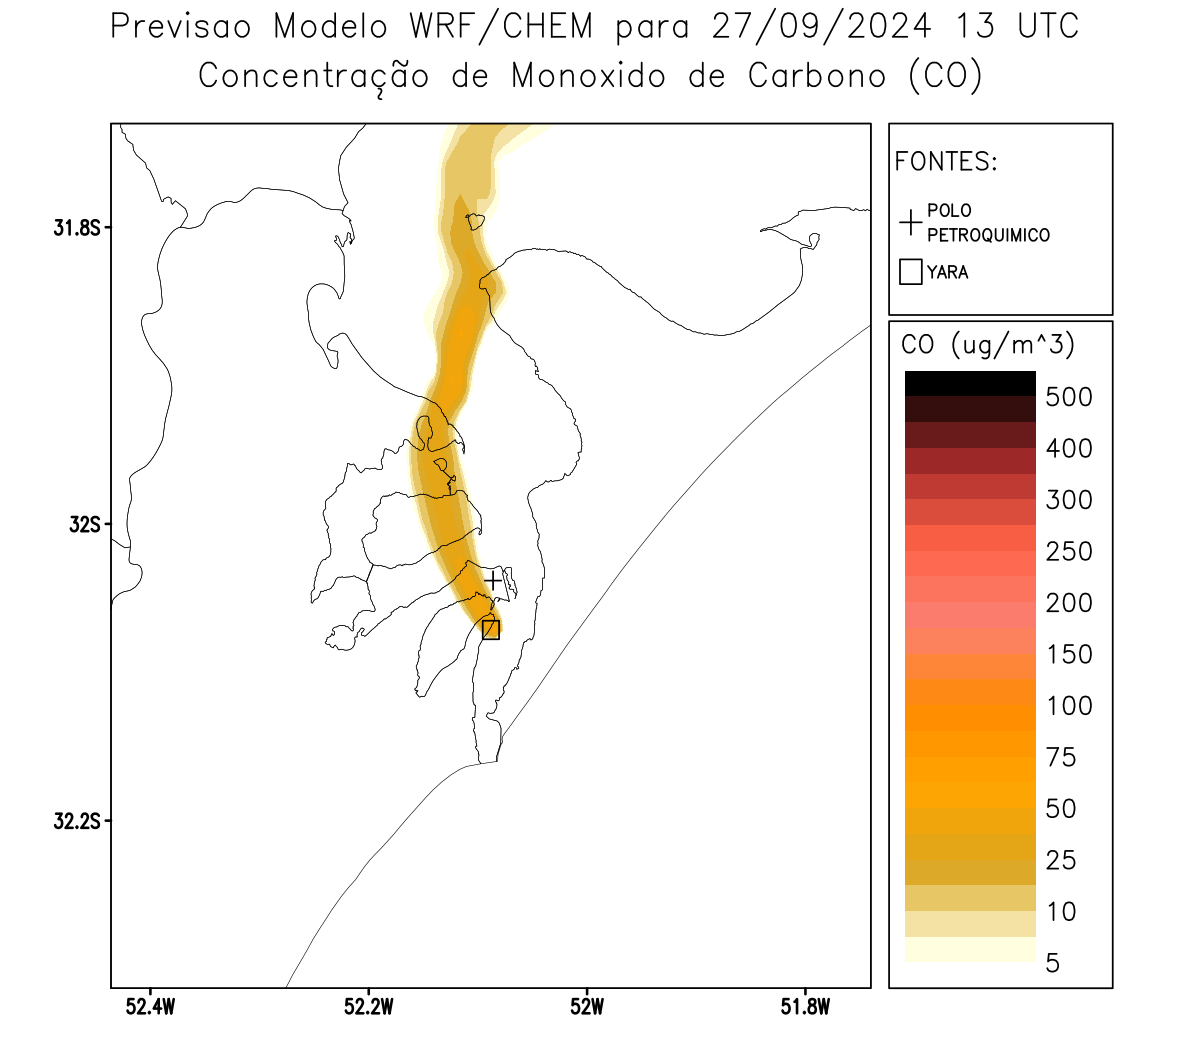 Previsao Modelo WRF/CHEM para 27/09/2024 13 UTC
Concentração de Monoxido de Carbono (CO)
FONTES:
POLO
PETROQUIMICO
YARA
CO (ug/m^3)
500
400
300
250
200
150
100
75
50
25
10
5
31.8S
32S
32.2S
52.4W
52.2W
52W
51.8W